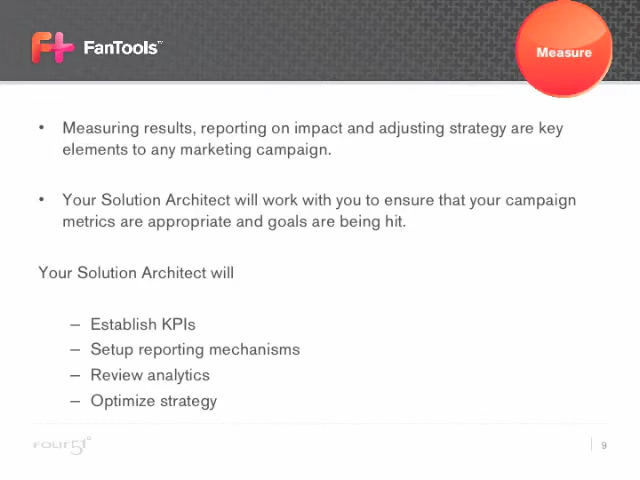 F+ FanTools™
Measure
• Measuring results, reporting on impact and adjusting strategy are key
elements to any marketing campaign.
• Your Solution Architect will work with you to ensure that your campaign
metrics are appropriate and goals are being hit.
Your Solution Architect will
– Establish KPIs
– Setup reporting mechanisms
– Review analytics
– Optimize strategy
FOUR51°
9